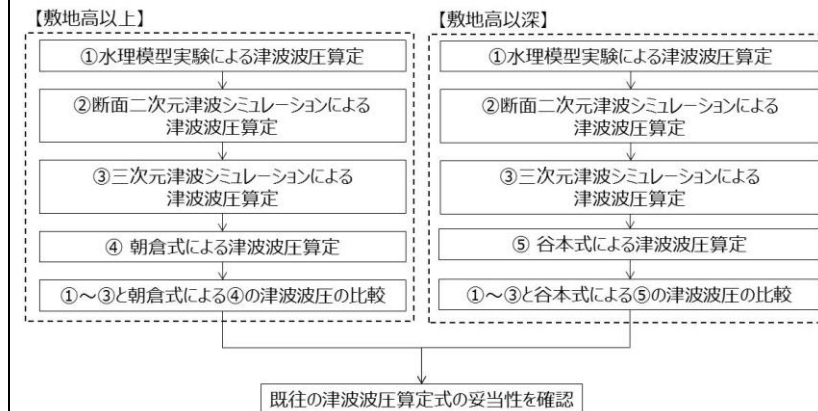 【敷地高以上】
①水理模型実験による津波波圧算定
②断面二次元津波シミュレーションによる
津波波圧算定
③三次元津波シミュレーションによる
津波波圧算定
④ 朝倉式による津波波圧算定
①～③と朝倉式による④の津波波圧の比較
【敷地高以深】
①水理模型実験による津波波圧算定
②断面二次元津波シミュレーションによる
津波波圧算定
③三次元津波シミュレーションによる
津波波圧算定
⑤ 谷本式による津波波圧算定
①～③と谷本式による⑤の津波波圧の比較
既往の津波波圧算定式の妥当性を確認